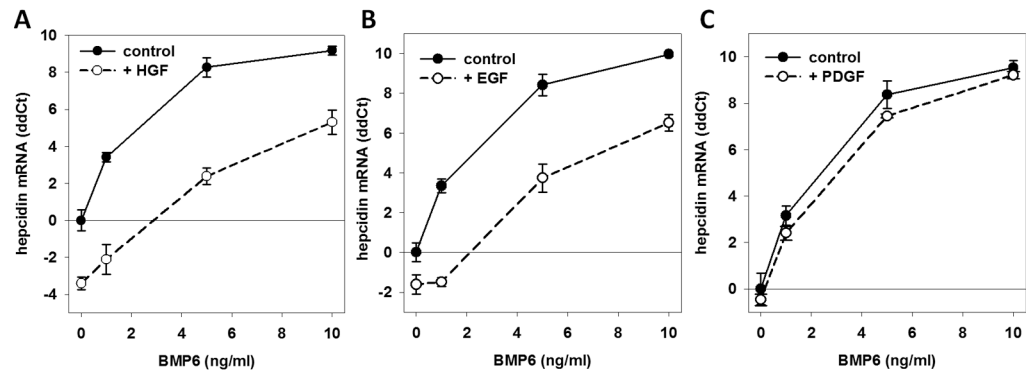 A
control
+ HGF
hepcidin mRNA (ddCt)
10
8
6
4
2
0
-2
-4
0 2 4 6 8 10
BMP6 (ng/ml)
B
control
+ EGF
hepcidin mRNA (ddCt)
10
8
6
4
2
0
-2
0 2 4 6 8 10
BMP6 (ng/ml)
C
control
+ PDGF
hepcidin mRNA (ddCt)
10
8
6
4
2
0
0 2 4 6 8 10
BMP6 (ng/ml)